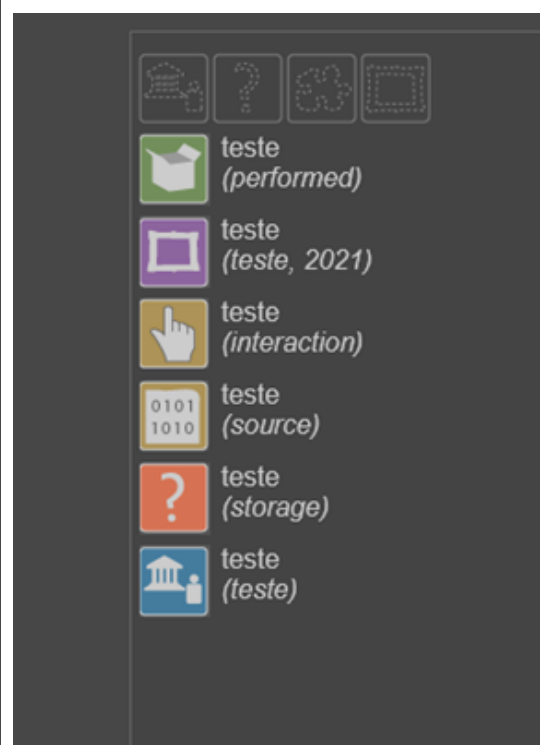 ?
teste
(performed)
teste
(teste, 2021)
teste
(interaction)
0101
1010
teste
(source)
?
teste
(storage)
teste
(teste)